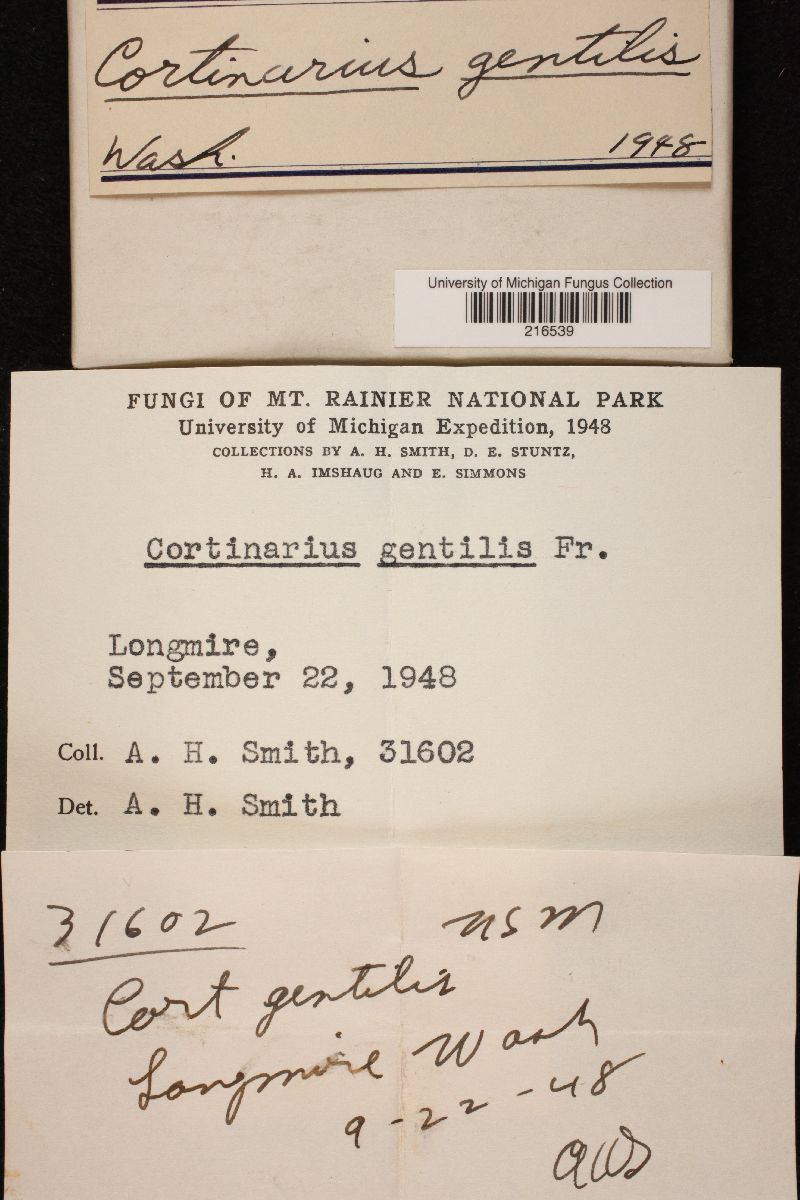 Cortinarius gentilis
Wash. 1948
University of Michigan Fungus Collection
216539
FUNGI OF MT. RAINIER NATIONAL PARK
University of Michigan Expedition, 1948
COLLECTIONS BY A. H. SMITH, D. E. STUNTZ,
H. A. IMSHAUG AND E. SIMMONS
Cortinarius gentilis Fr.
Longmire,
September 22, 1948
Coll. A. H. Smith, 31602
Det. A. H. Smith
31602
Cort gentilis
Longmire Wash
9-22-48